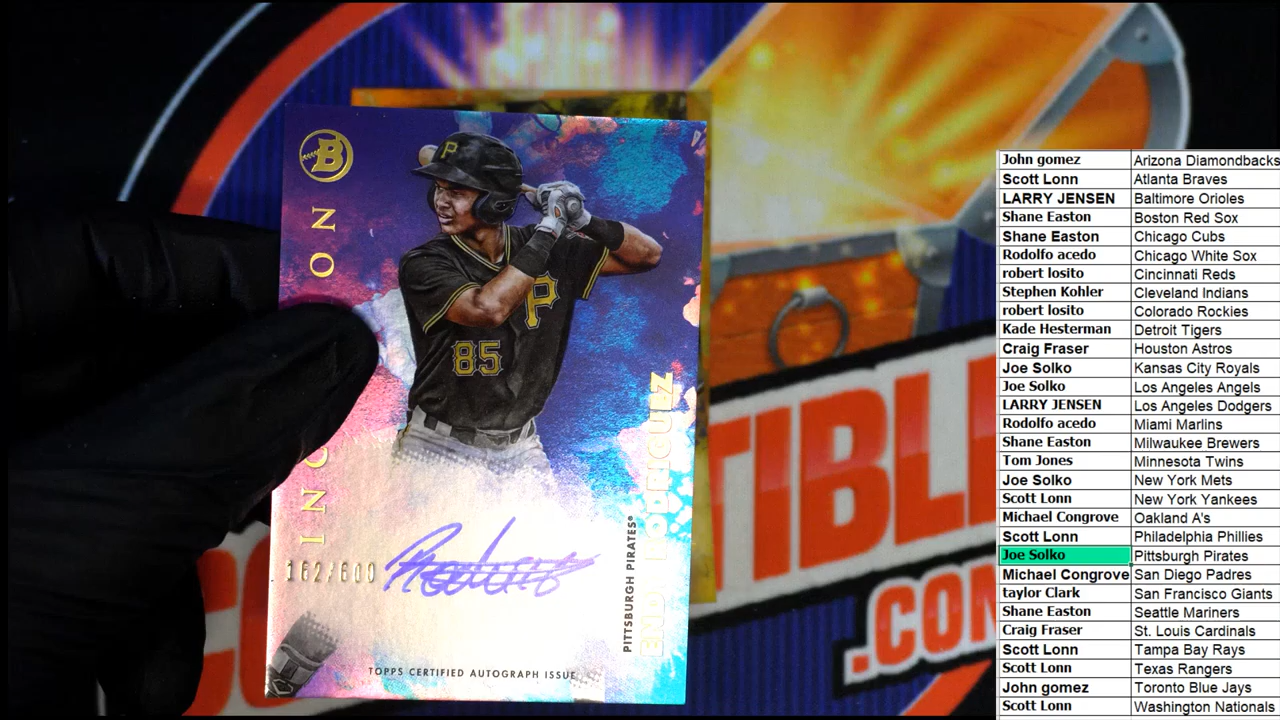 B
INC
ON
P
P
85
162/600
PITTSBURGH PIRATES®
TOPPS CERTIFIED AUTOGRAPH ISSUE
TIBL
.CO
John gomez Arizona Diamondbacks
Scott Lonn Atlanta Braves
LARRY JENSEN Baltimore Orioles
Shane Easton Boston Red Sox
Shane Easton Chicago Cubs
Rodolfo acedo Chicago White Sox
robert losito Cincinnati Reds
Stephen Kohler Cleveland Indians
robert losito Colorado Rockies
Kade Hesterman Detroit Tigers
Craig Fraser Houston Astros
Joe Solko Kansas City Royals
Joe Solko Los Angeles Angels
LARRY JENSEN Los Angeles Dodgers
Rodolfo acedo Miami Marlins
Shane Easton Milwaukee Brewers
Tom Jones Minnesota Twins
Joe Solko New York Mets
Scott Lonn New York Yankees
Michael Congrove Oakland A's
Scott Lonn Philadelphia Phillies
Joe Solko Pittsburgh Pirates
Michael Congrove San Diego Padres
taylor Clark San Francisco Giants
Shane Easton Seattle Mariners
Craig Fraser St. Louis Cardinals
Scott Lonn Tampa Bay Rays
Scott Lonn Texas Rangers
John gomez Toronto Blue Jays
Scott Lonn Washington Nationals